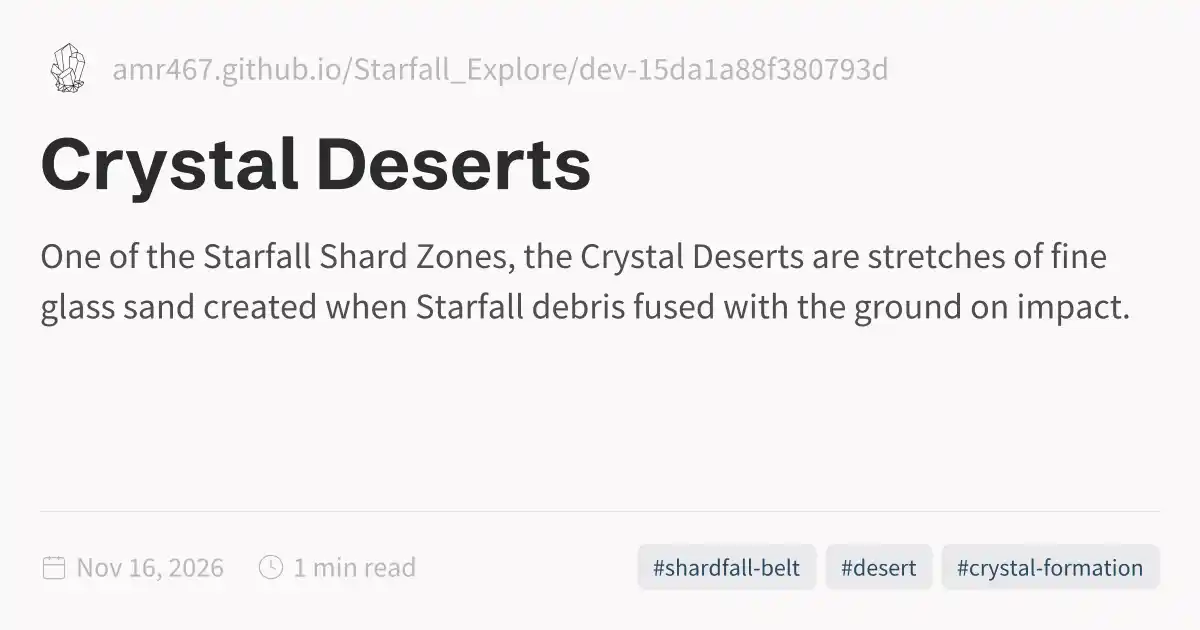 amr467.github.io/Starfall_Explore/dev-15da1a88f380793d
Crystal Deserts
One of the Starfall Shard Zones, the Crystal Deserts are stretches of fine
glass sand created when Starfall debris fused with the ground on impact.
Nov 16, 2026 1 min read #shardfall-belt #desert #crystal-formation